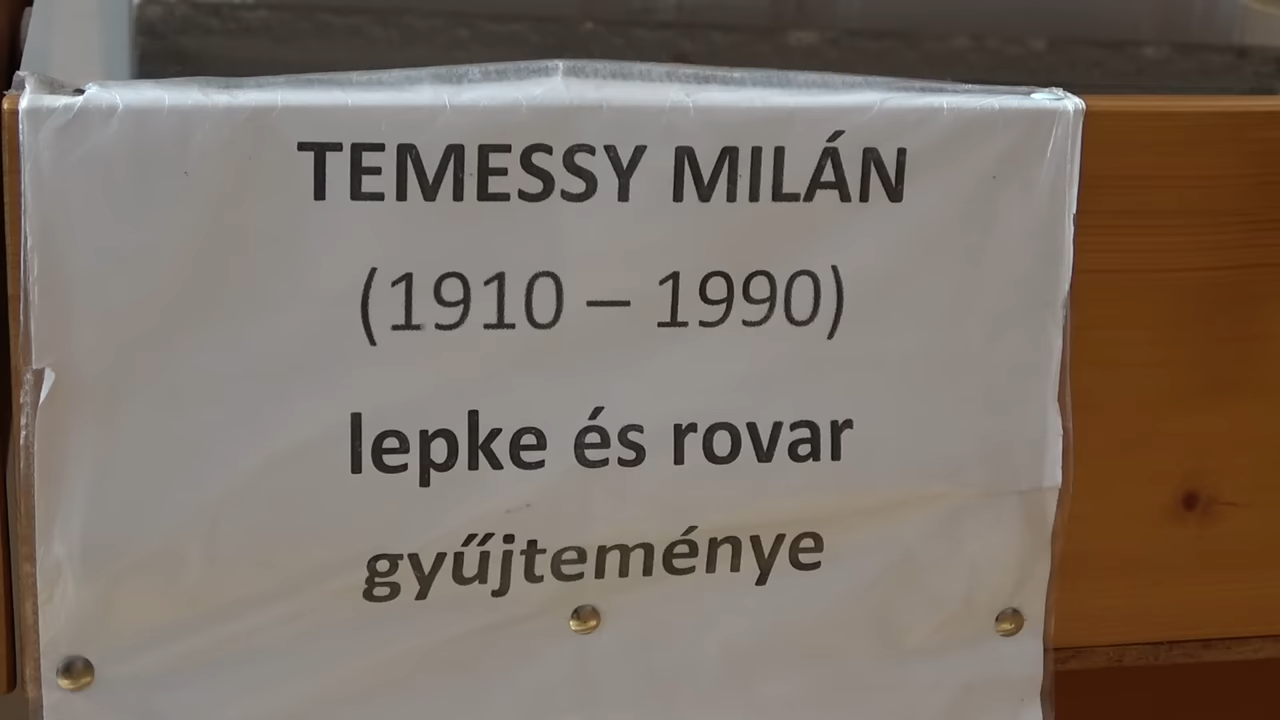 TEMESSY MILÁN
(1910 – 1990)
lepke és rovar
gyűjteménye